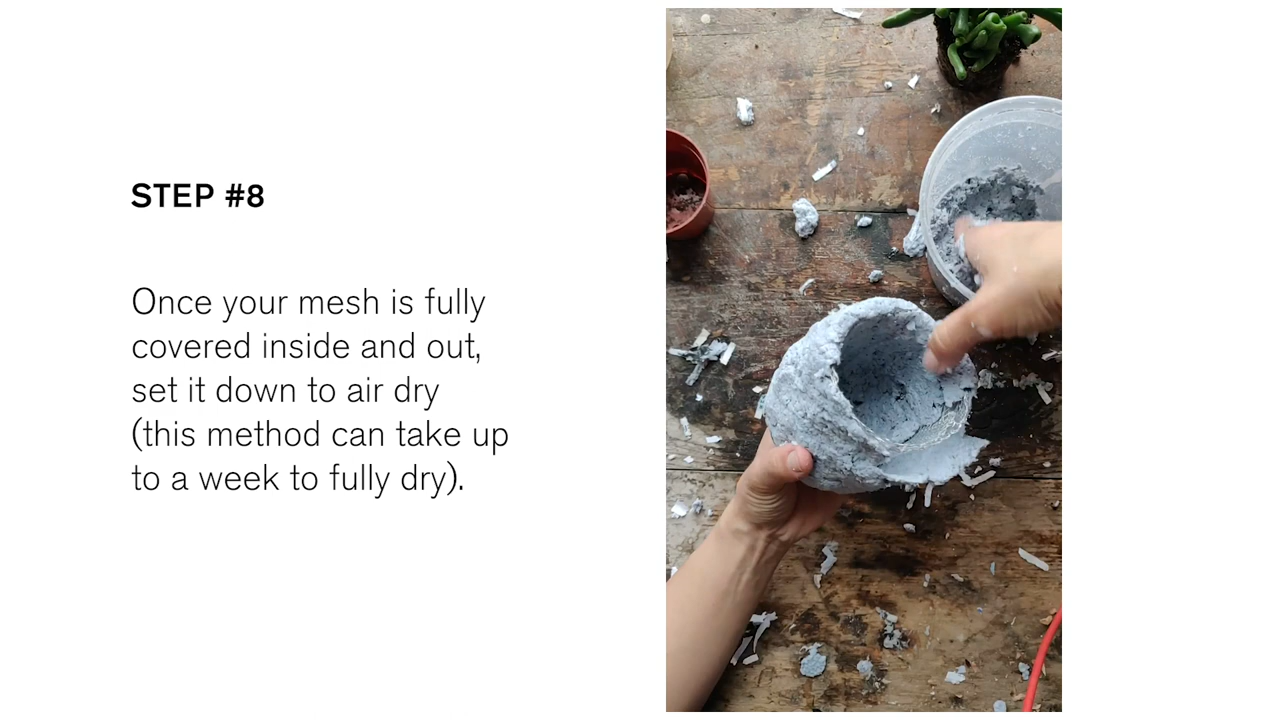 STEP #8
Once your mesh is fully
covered inside and out,
set it down to air dry
(this method can take up
to a week to fully dry).